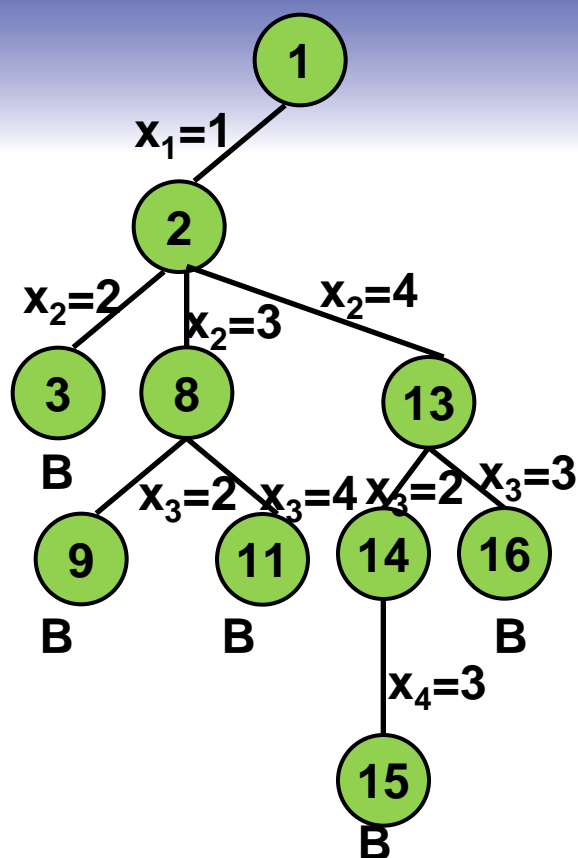 1
x₁=1
2
x₂=2
x₂=3
x₂=4
3
8
13
B
x₃=2
x₃=4
x₃=2
x₃=3
9
11
14
16
B
B
B
x₄=3
15
B